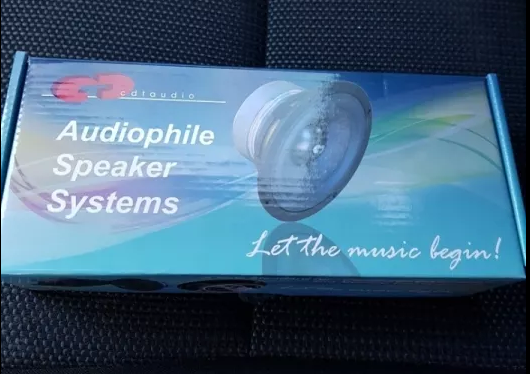 cdtaudio
Audiophile
Speaker
Systems
Let the music begin!